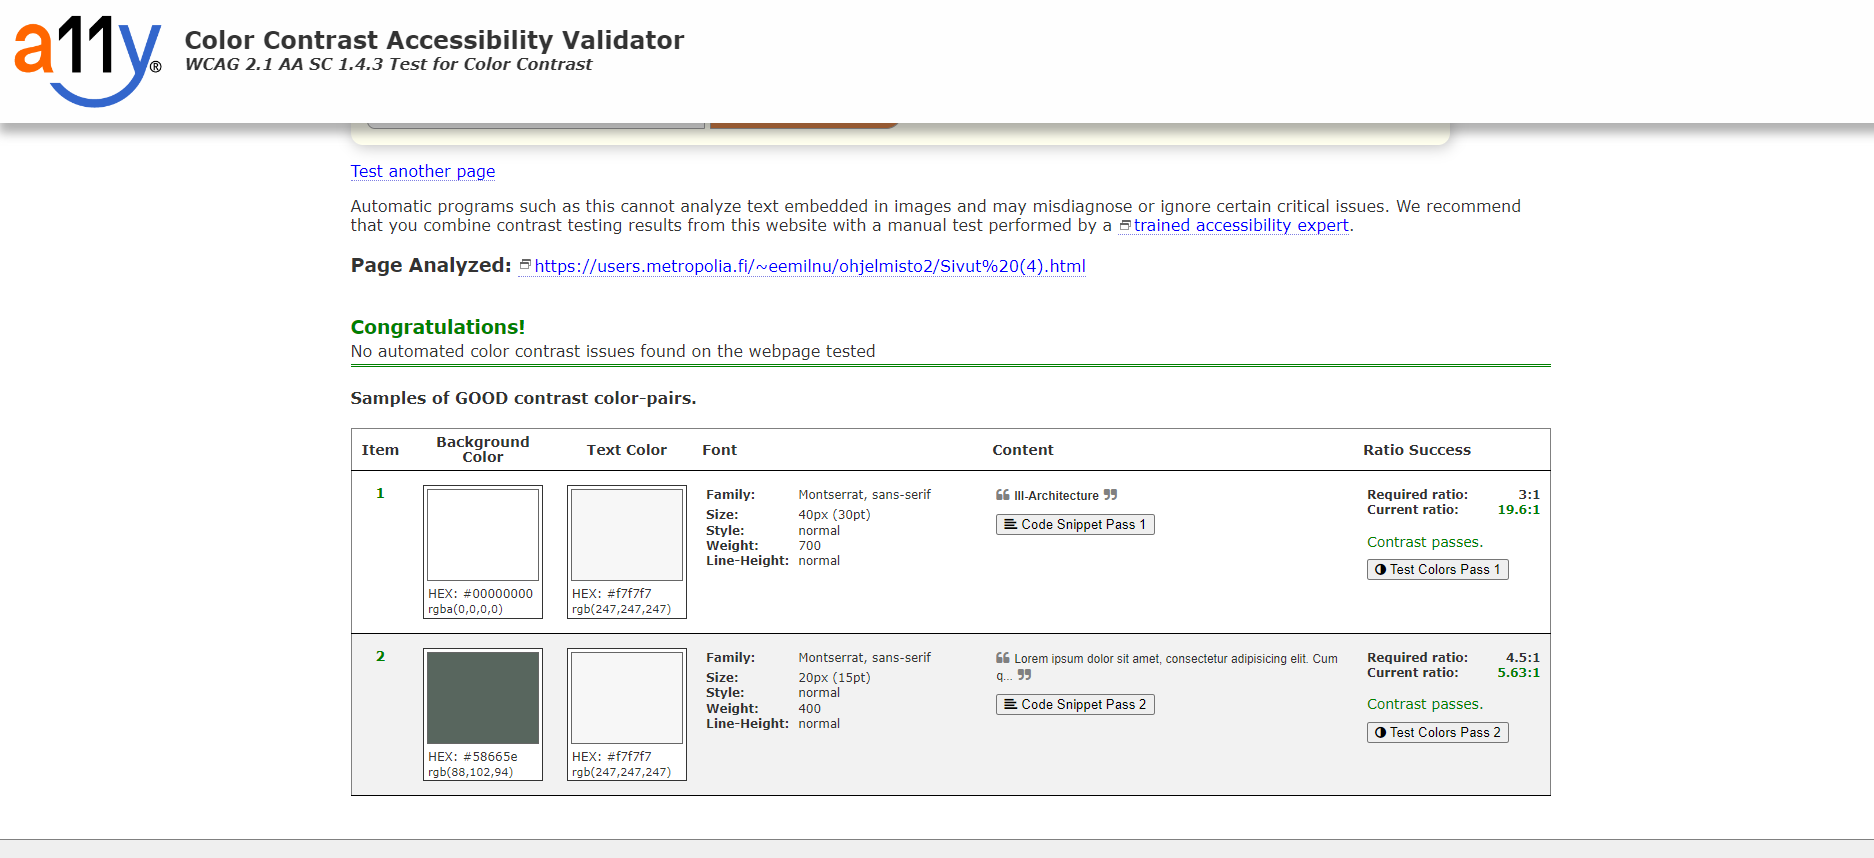 a11y®
Color Contrast Accessibility Validator
WCAG 2.1 AA SC 1.4.3 Test for Color Contrast
Test another page
Automatic programs such as this cannot analyze text embedded in images and may misdiagnose or ignore certain critical issues. We recommend
that you combine contrast testing results from this website with a manual test performed by a trained accessibility expert.
Page Analyzed: https://users.metropolia.fi/~eemilnu/ohjelmisto2/Sivut%20(4).html
Congratulations!
No automated color contrast issues found on the webpage tested
Samples of GOOD contrast color-pairs.
Item Background Color Text Color Font Content Ratio Success
1
HEX: #00000000
rgba(0,0,0,0)
HEX: #f7f7f7
rgb(247,247,247)
Family: Montserrat, sans-serif
Size: 40px (30pt)
Style: normal
Weight: 700
Line-Height: normal
❝ III-Architecture ❞
Code Snippet Pass 1
Required ratio: 3:1
Current ratio: 19.6:1
Contrast passes.
Test Colors Pass 1
2
HEX: #58665e
rgb(88,102,94)
HEX: #f7f7f7
rgb(247,247,247)
Family: Montserrat, sans-serif
Size: 20px (15pt)
Style: normal
Weight: 400
Line-Height: normal
❝ Lorem ipsum dolor sit amet, consectetur adipisicing elit. Cum
q... ❞
Code Snippet Pass 2
Required ratio: 4.5:1
Current ratio: 5.63:1
Contrast passes.
Test Colors Pass 2